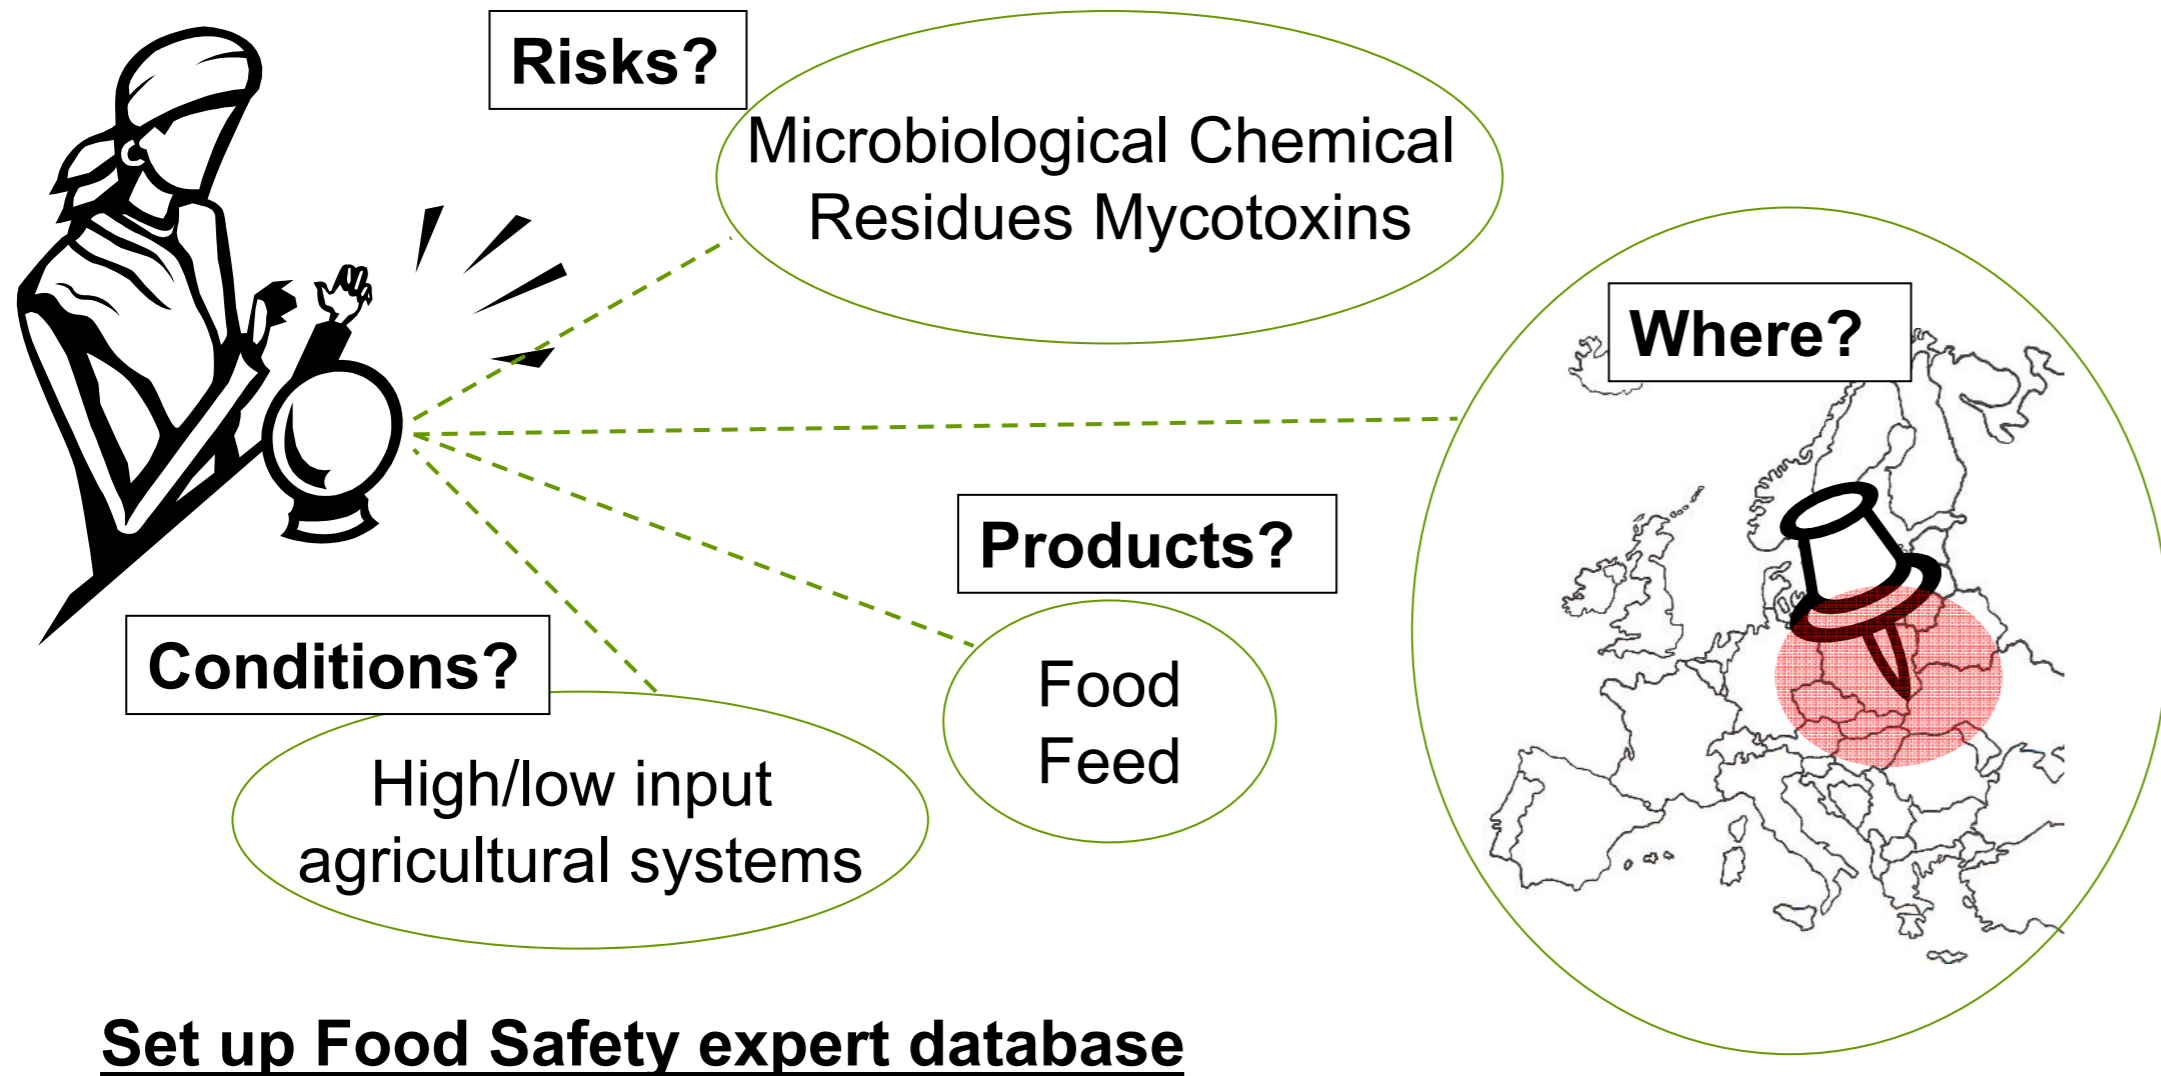 Risks?
Microbiological Chemical
Residues Mycotoxins
Where?
Products?
Food
Feed
Conditions?
High/low input
agricultural systems
Set up Food Safety expert database